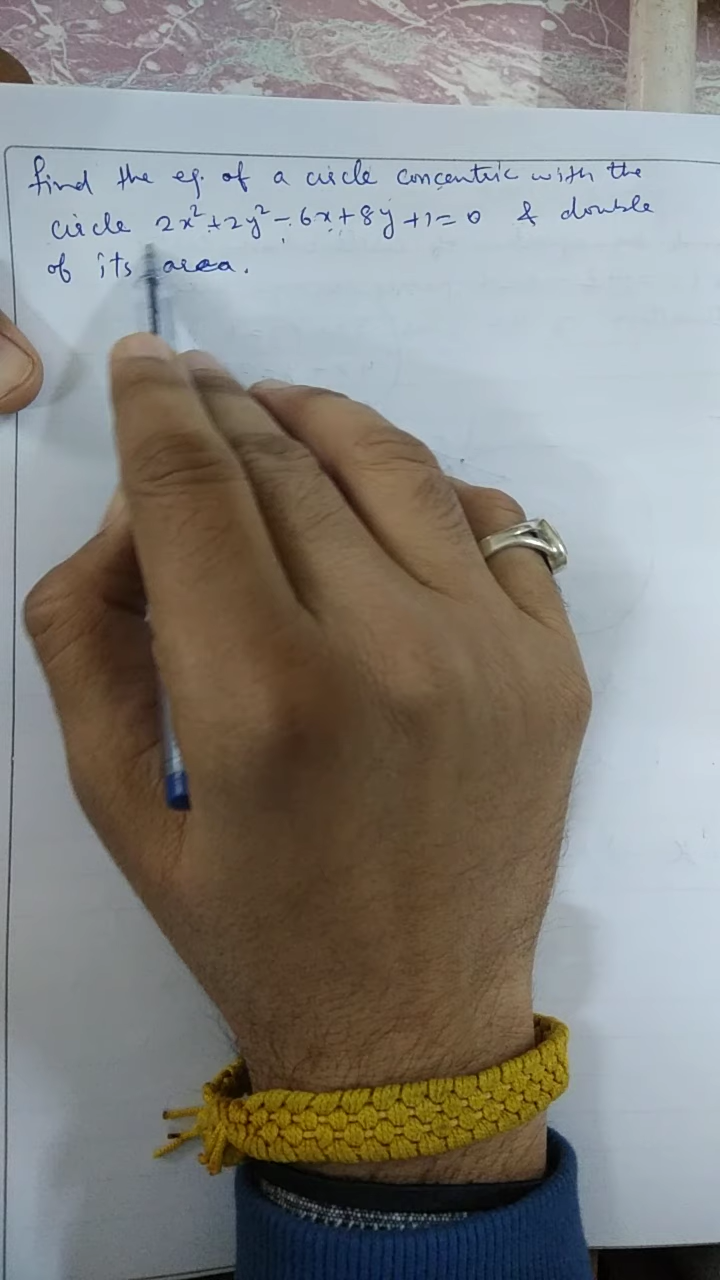 find the eq. of a circle concentric with the
circle 2x²+2y²-6x+8y+1=0 & double
of its area.